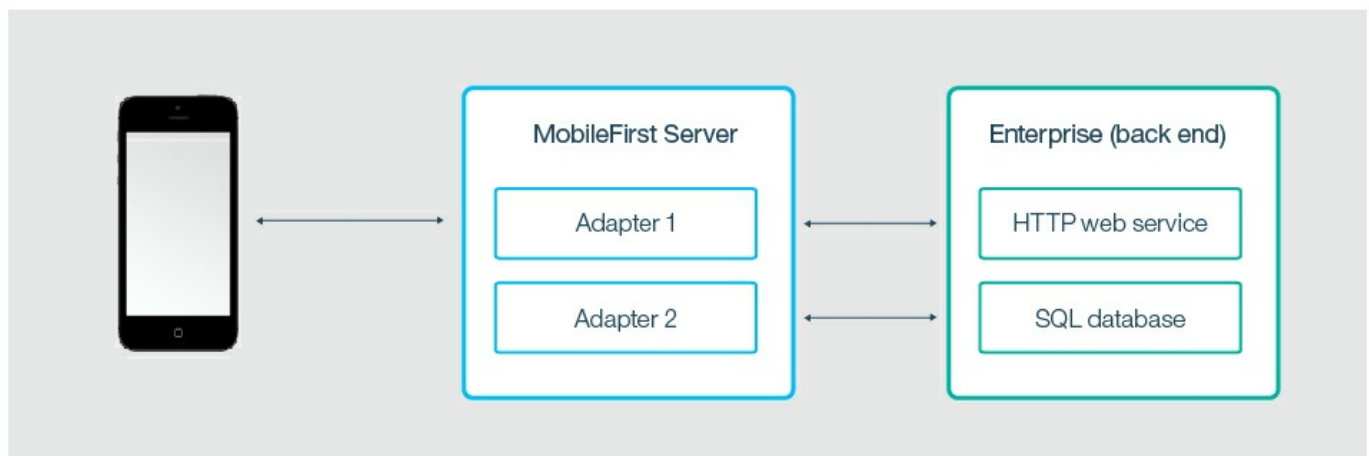 MobileFirst Server
Adapter 1
Adapter 2
Enterprise (back end)
HTTP web service
SQL database